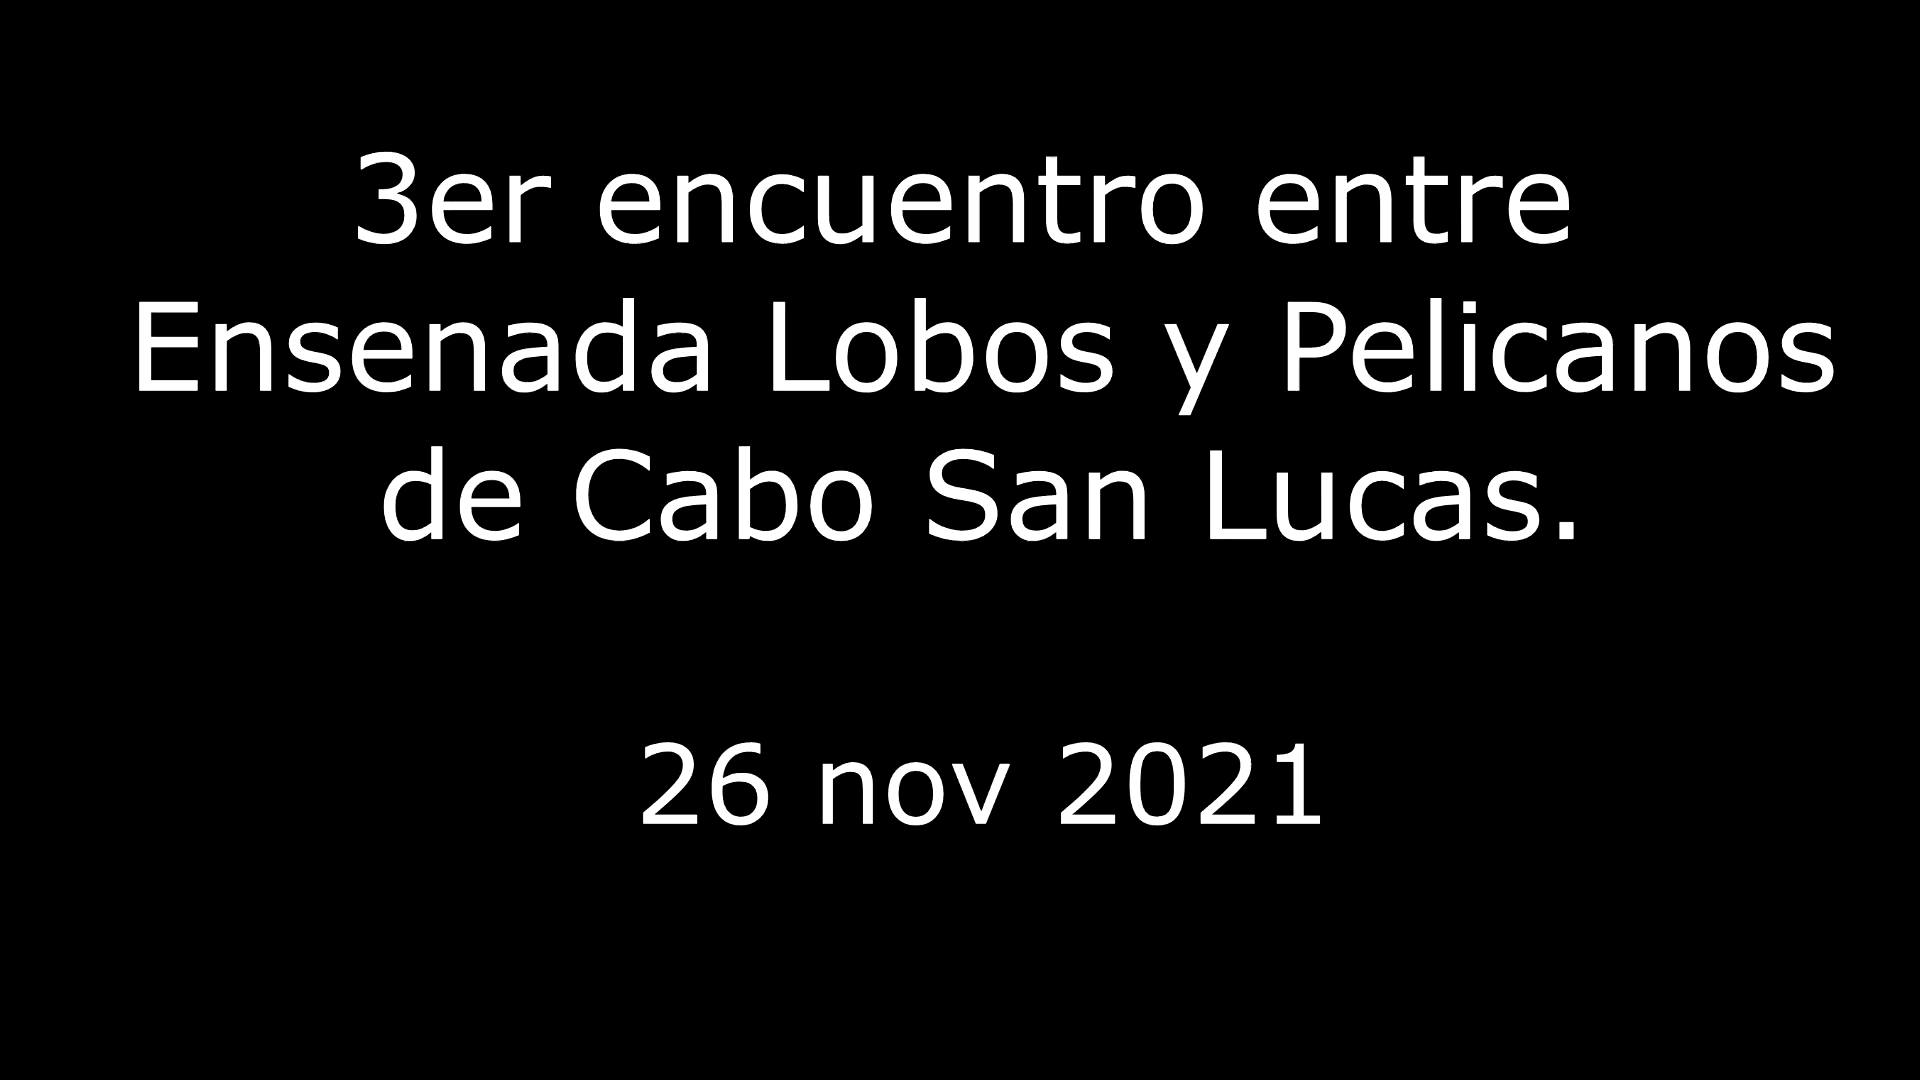 3er encuentro entre
Ensenada Lobos y Pelicanos
de Cabo San Lucas.
26 nov 2021